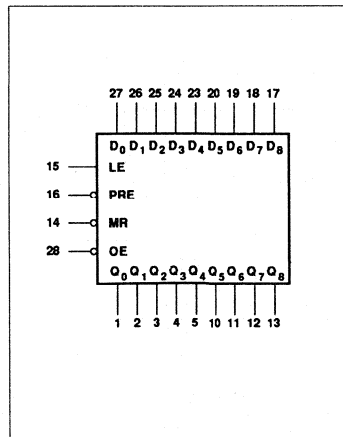 27 26 25 24 23 20 19 18 17
D0 D1 D2 D3 D4 D5 D6 D7 D8
15 LE
16 PRE
14 MR
28 OE
Q0 Q1 Q2 Q3 Q4 Q5 Q6 Q7 Q8
1 2 3 4 5 10 11 12 13